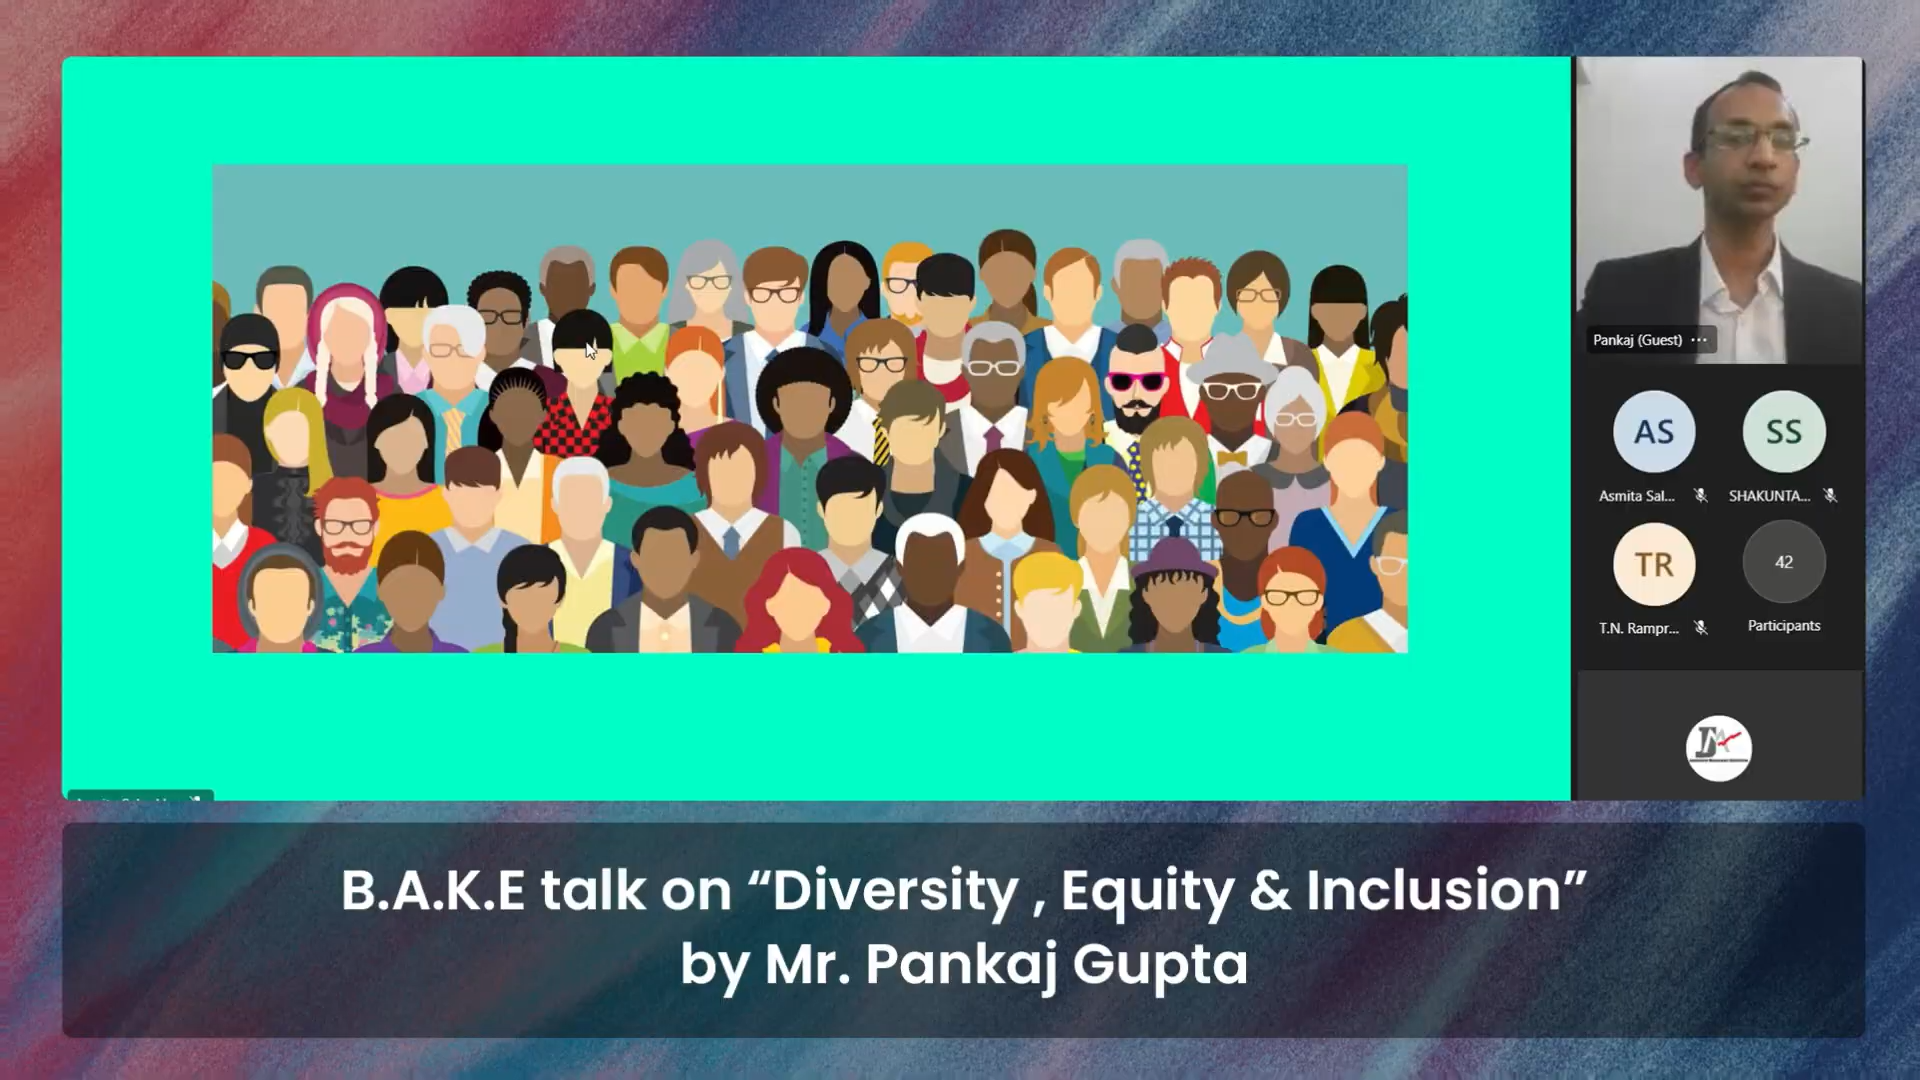 Pankaj (Guest)
AS
SS
Asmita Sal...
SHAKUNTA...
TR
42
T.N. Rampr...
Participants
B.A.K.E talk on “Diversity , Equity & Inclusion”
by Mr. Pankaj Gupta